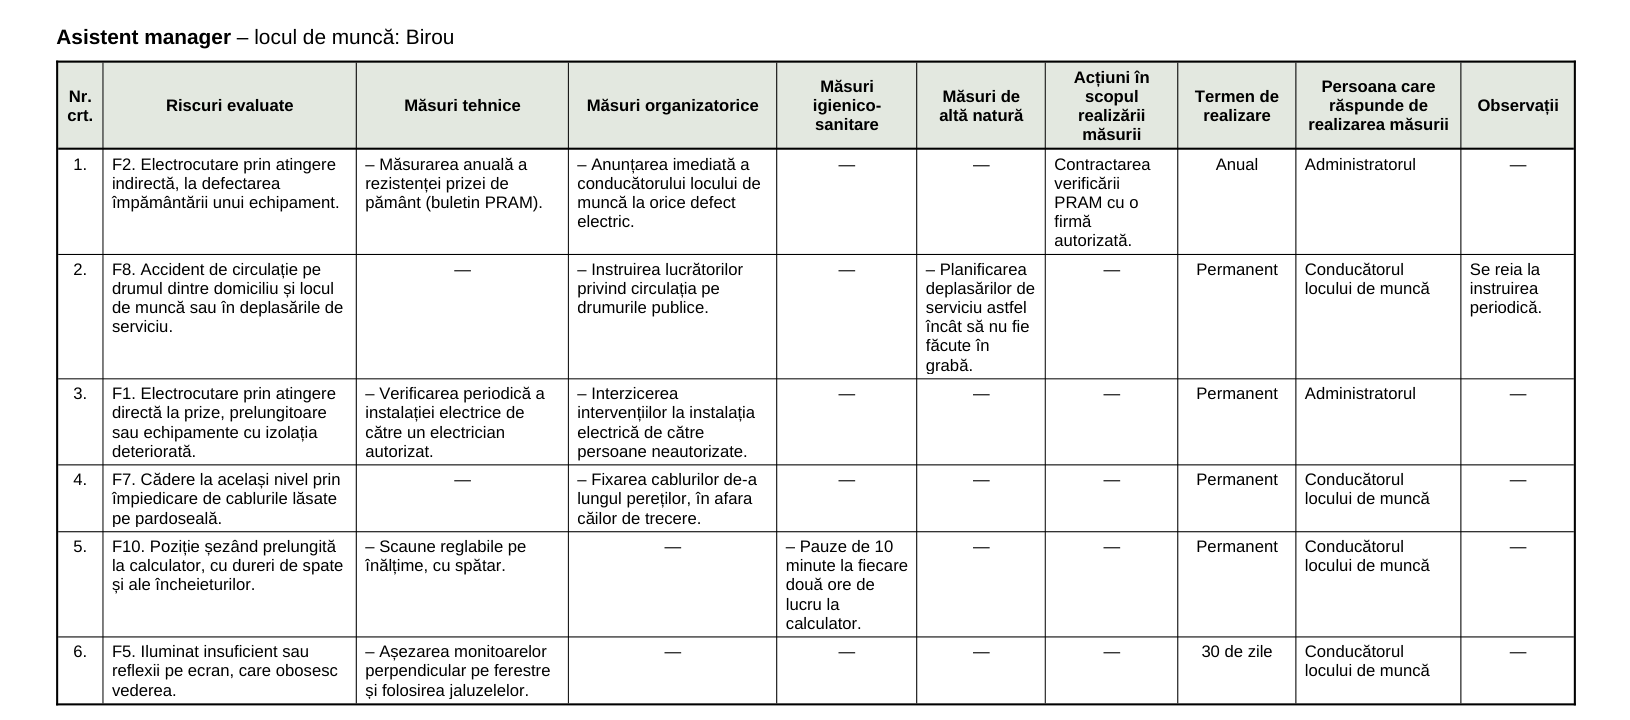 Asistent manager – locul de muncă: Birou
Nr.
crt.
Riscuri evaluate
Măsuri tehnice
Măsuri organizatorice
Măsuri
igienico-
sanitare
Măsuri de
altă natură
Acțiuni în
scopul
realizării
măsurii
Termen de
realizare
Persoana care
răspunde de
realizarea măsurii
Observații
1.
F2. Electrocutare prin atingere
indirectă, la defectarea
împământării unui echipament.
– Măsurarea anuală a
rezistenței prizei de
pământ (buletin PRAM).
– Anunțarea imediată a
conducătorului locului de
muncă la orice defect
electric.
—
—
Contractarea
verificării
PRAM cu o
firmă
autorizată.
Anual
Administratorul
—
2.
F8. Accident de circulație pe
drumul dintre domiciliu și locul
de muncă sau în deplasările de
serviciu.
—
– Instruirea lucrătorilor
privind circulația pe
drumurile publice.
—
– Planificarea
deplasărilor de
serviciu astfel
încât să nu fie
făcute în
grabă.
—
Permanent
Conducătorul
locului de muncă
Se reia la
instruirea
periodică.
3.
F1. Electrocutare prin atingere
directă la prize, prelungitoare
sau echipamente cu izolația
deteriorată.
– Verificarea periodică a
instalației electrice de
către un electrician
autorizat.
– Interzicerea
intervențiilor la instalația
electrică de către
persoane neautorizate.
—
—
—
Permanent
Administratorul
—
4.
F7. Cădere la același nivel prin
împiedicare de cablurile lăsate
pe pardoseală.
—
– Fixarea cablurilor de-a
lungul pereților, în afara
căilor de trecere.
—
—
—
Permanent
Conducătorul
locului de muncă
—
5.
F10. Poziție șezând prelungită
la calculator, cu dureri de spate
și ale încheieturilor.
– Scaune reglabile pe
înălțime, cu spătar.
—
– Pauze de 10
minute la fiecare
două ore de
lucru la
calculator.
—
—
Permanent
Conducătorul
locului de muncă
—
6.
F5. Iluminat insuficient sau
reflexii pe ecran, care obosesc
vederea.
– Așezarea monitoarelor
perpendicular pe ferestre
și folosirea jaluzelelor.
—
—
—
—
30 de zile
Conducătorul
locului de muncă
—